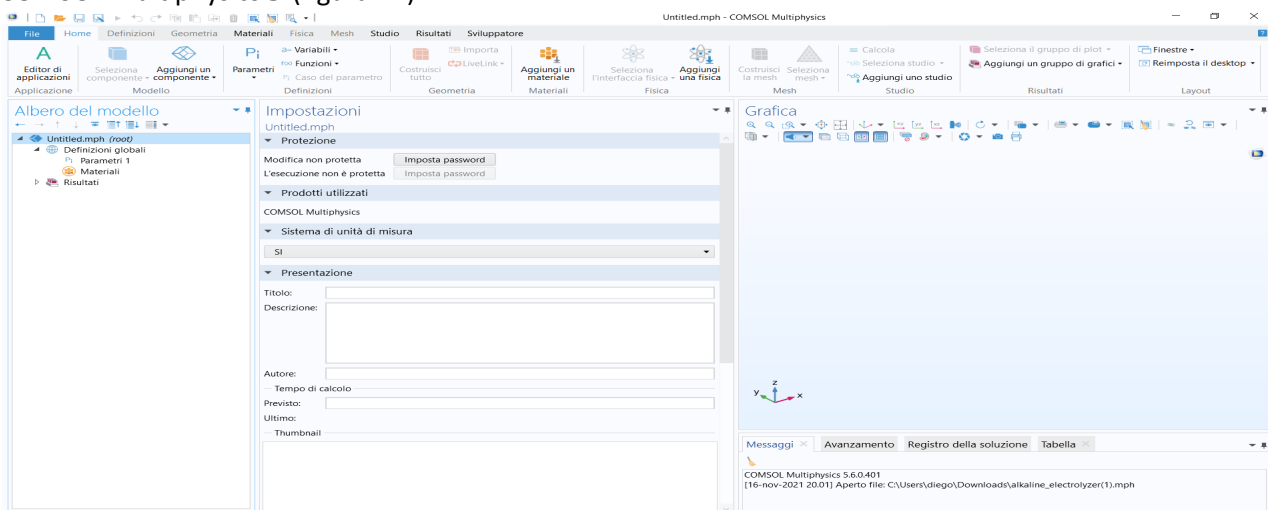 Untitled.mph - COMSOL Multiphysics
File Home Definizioni Geometria Materiali Fisica Mesh Studio Risultati Sviluppatore
Editor di applicazioni
Applicazione
Seleziona componente
Aggiungi un componente
Modello
Pi
Parametri
a= Variabili
f(x) Funzioni
Pi Caso del parametro
Definizioni
Costruisci tutto
Importa
LiveLink
Geometria
Aggiungi un materiale
Materiali
Seleziona l'interfaccia fisica
Aggiungi una fisica
Fisica
Costruisci la mesh
Seleziona mesh
Mesh
= Calcola
Seleziona studio
Aggiungi uno studio
Studio
Seleziona il gruppo di plot
Aggiungi un gruppo di grafici
Risultati
Finestre
Reimposta il desktop
Layout
Albero del modello
Untitled.mph (root)
Definizioni globali
Pi Parametri 1
Materiali
Risultati
Impostazioni
Untitled.mph
Protezione
Modifica non protetta Imposta password
L'esecuzione non è protetta Imposta password
Prodotti utilizzati
COMSOL Multiphysics
Sistema di unità di misura
SI
Presentazione
Titolo:
Descrizione:
Autore:
Tempo di calcolo
Previsto:
Ultimo:
Thumbnail
Grafica
z
y x
Messaggi Avanzamento Registro della soluzione Tabella
COMSOL Multiphysics 5.6.0.401
[16-nov-2021 20.01] Aperto file: C:\Users\diego\Downloads\alkaline_electrolyzer(1).mph